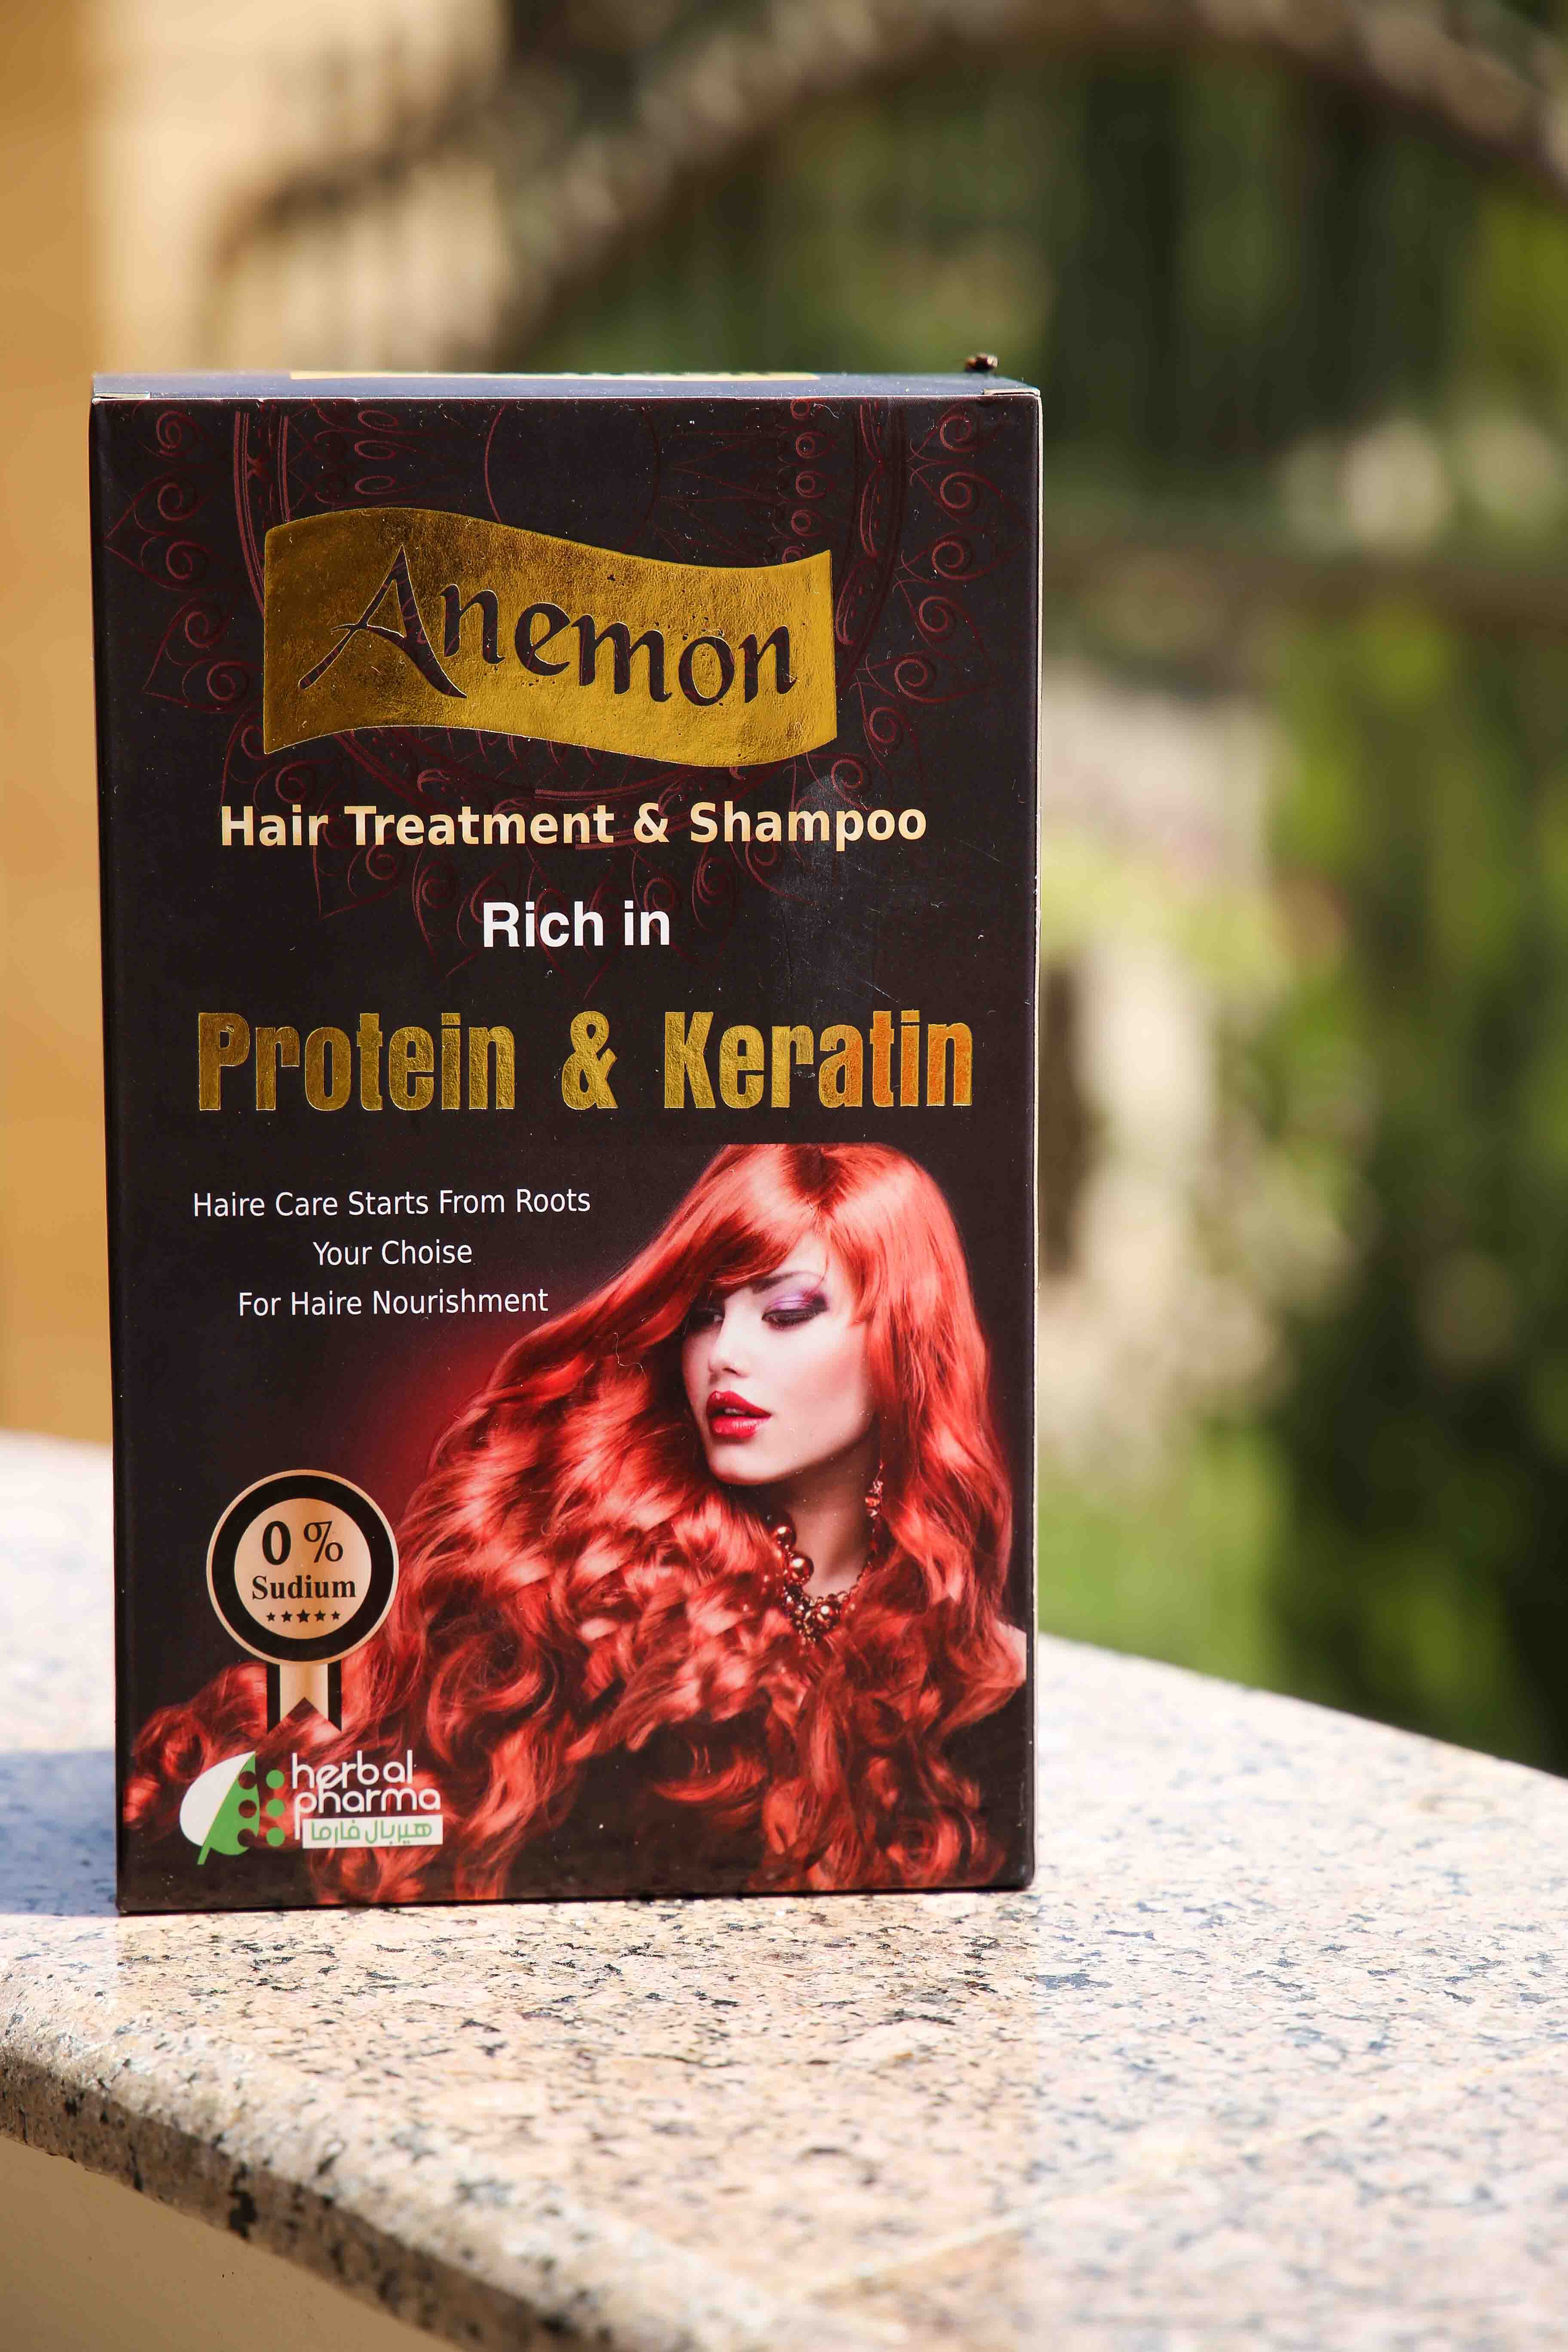 Anemon
Hair Treatment & Shampoo
Rich in
Protein & Keratin
Haire Care Starts From Roots
Your Choise
For Haire Nourishment
0 %
Sudium
herbal
pharma
هيربال فارما